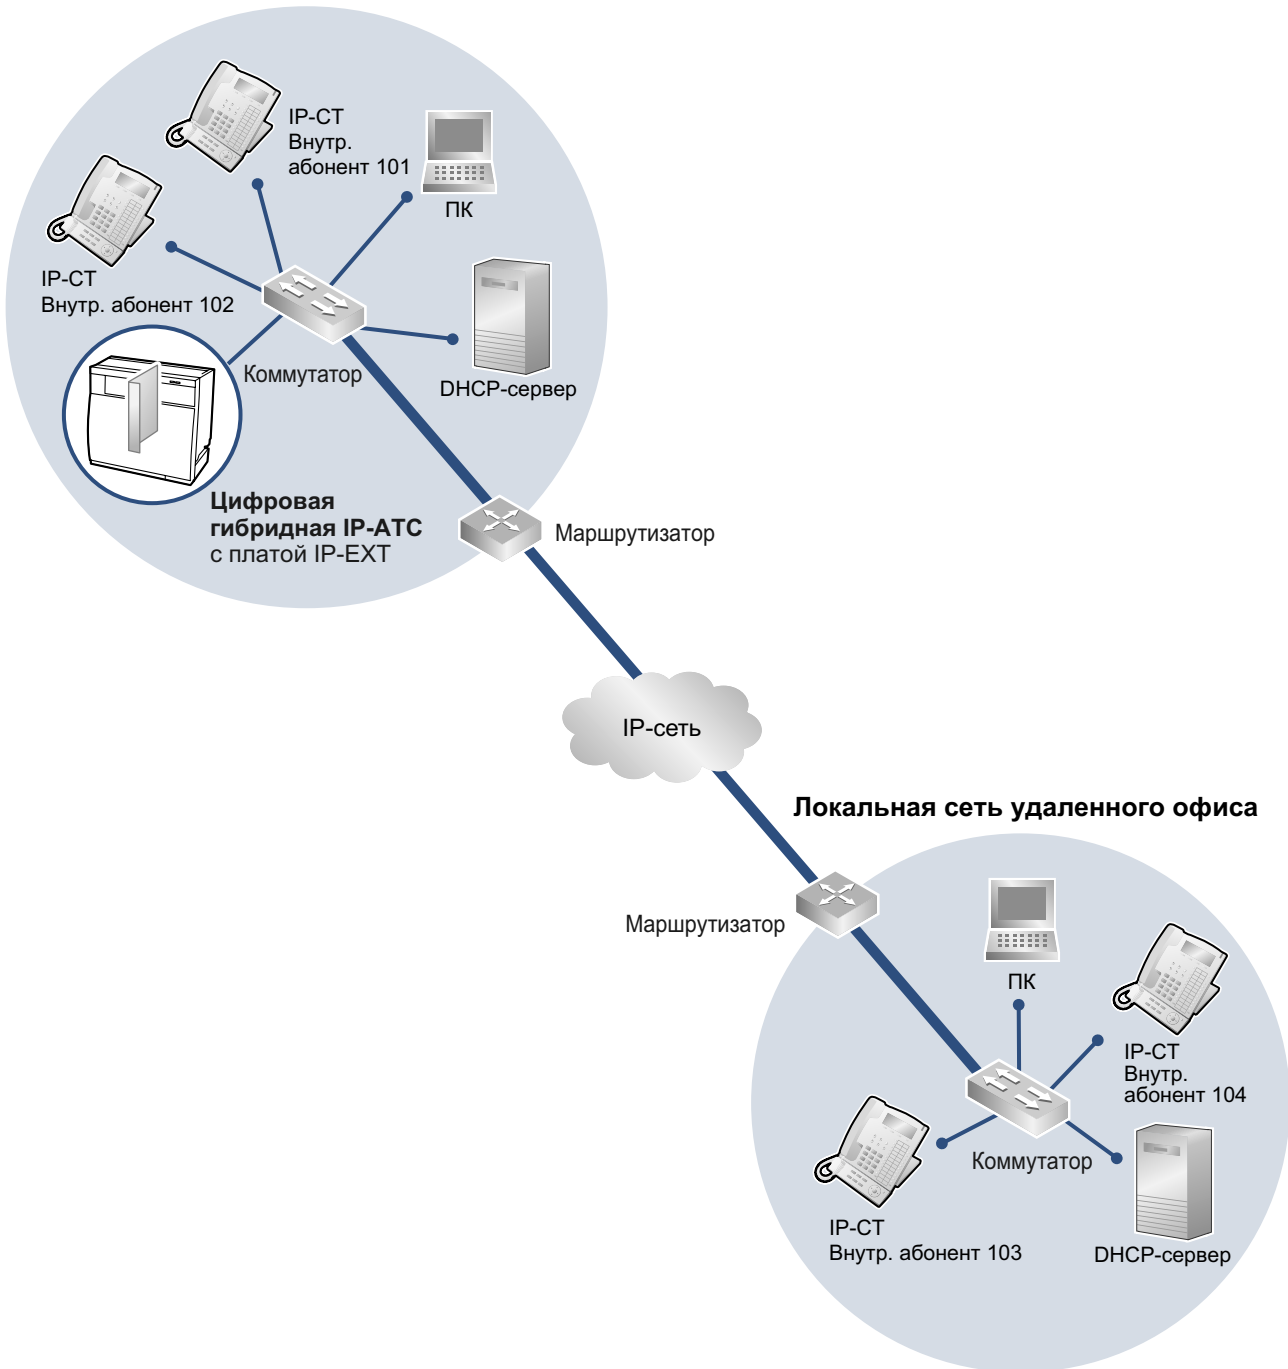 IP-СТ
Внутр.
абонент 101
ПК
IP-СТ
Внутр. абонент 102
Коммутатор
DHCP-сервер
Цифровая
гибридная IP-АТС
с платой IP-EXT
Маршрутизатор
IP-сеть
Локальная сеть удаленного офиса
Маршрутизатор
ПК
IP-СТ
Внутр.
абонент 104
Коммутатор
IP-СТ
Внутр. абонент 103
DHCP-сервер